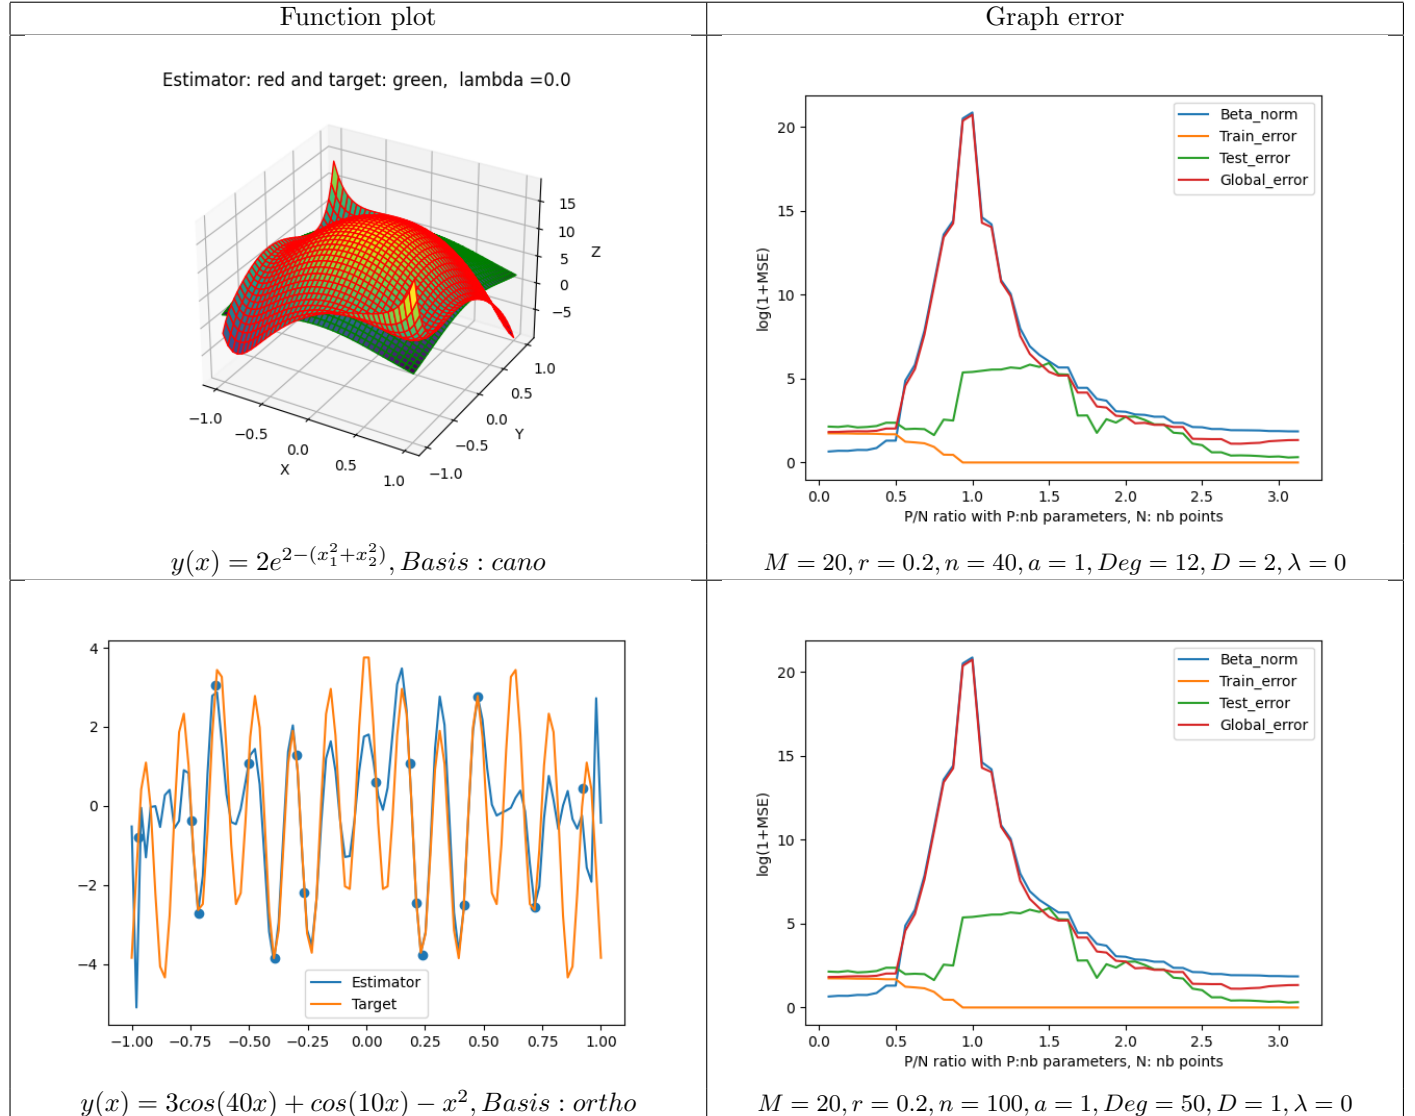 Function plot
Graph error
Estimator: red and target: green,  lambda =0.0
15
10
5
0
−5
Z
−1.0
−0.5
0.0
0.5
1.0
X
−1.0
−0.5
0.0
0.5
1.0
Y
y(x) = 2e^{2−(x_1^2+x_2^2)}, Basis : cano
Beta_norm
Train_error
Test_error
Global_error
20
15
10
5
0
log(1+MSE)
0.0 0.5 1.0 1.5 2.0 2.5 3.0
P/N ratio with P:nb parameters, N: nb points
M = 20, r = 0.2, n = 40, a = 1, Deg = 12, D = 2, λ = 0
4
2
0
−2
−4
Estimator
Target
−1.00 −0.75 −0.50 −0.25 0.00 0.25 0.50 0.75 1.00
y(x) = 3cos(40x) + cos(10x) − x^2, Basis : ortho
Beta_norm
Train_error
Test_error
Global_error
20
15
10
5
0
log(1+MSE)
0.0 0.5 1.0 1.5 2.0 2.5 3.0
P/N ratio with P:nb parameters, N: nb points
M = 20, r = 0.2, n = 100, a = 1, Deg = 50, D = 1, λ = 0